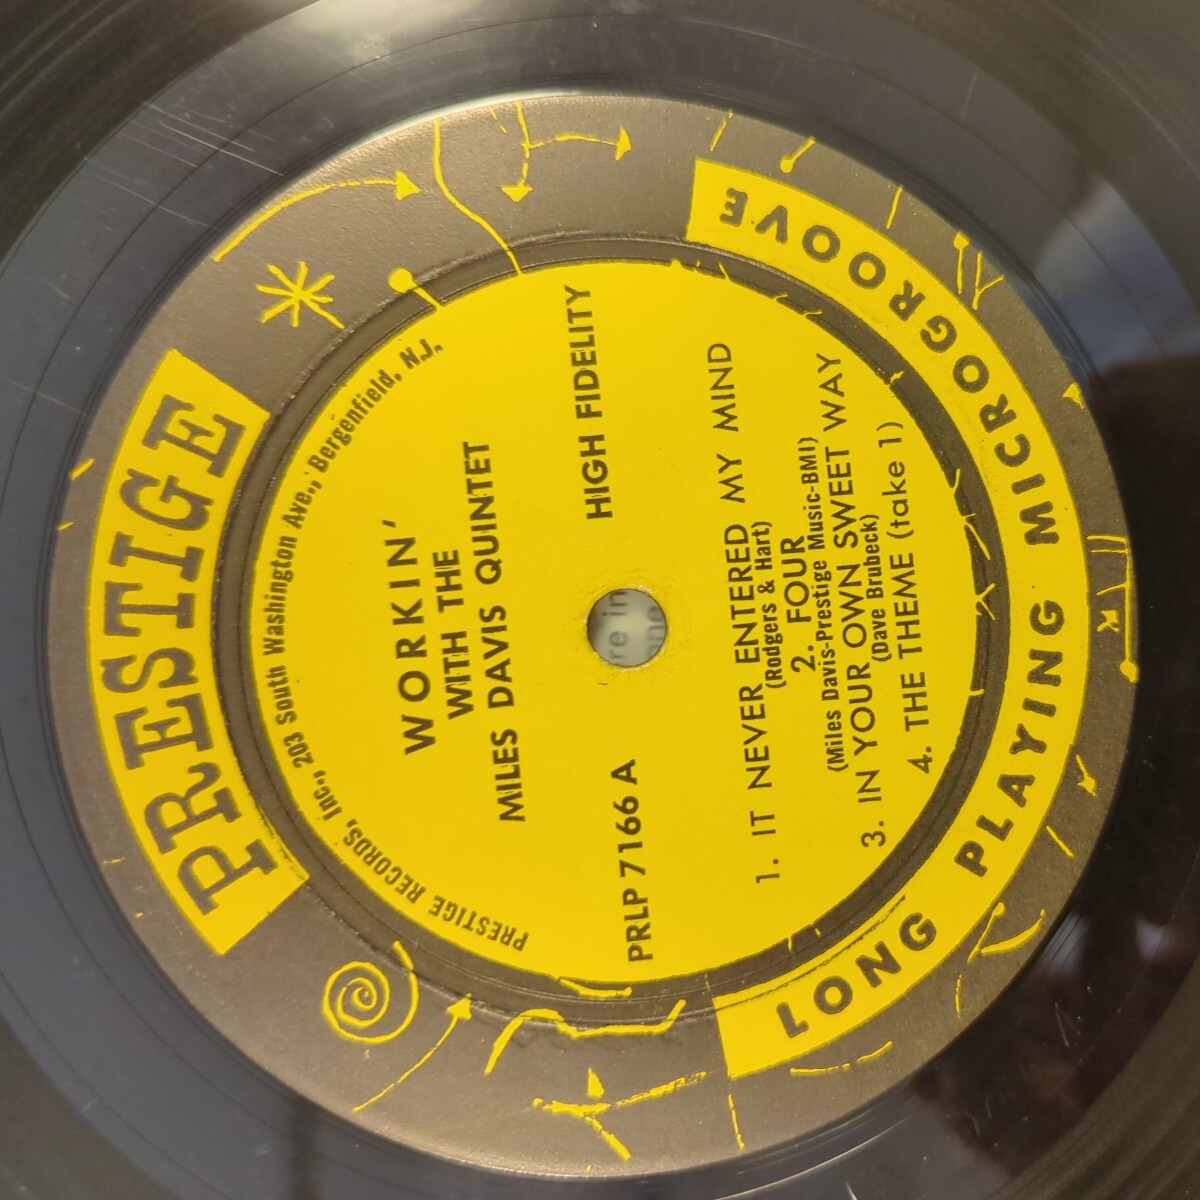 PRESTIGE
PRESTIGE RECORDS, Inc., 203 South Washington Ave., Bergenfield, N.J.
WORKIN'
WITH THE
MILES DAVIS QUINTET
PRLP 7166 A
HIGH FIDELITY
1. IT NEVER ENTERED MY MIND
(Rodgers & Hart)
2. FOUR
(Miles Davis-Prestige Music-BMI)
3. IN YOUR OWN SWEET WAY
(Dave Brubeck)
4. THE THEME (take 1)
LONG PLAYING MICROGROOVE